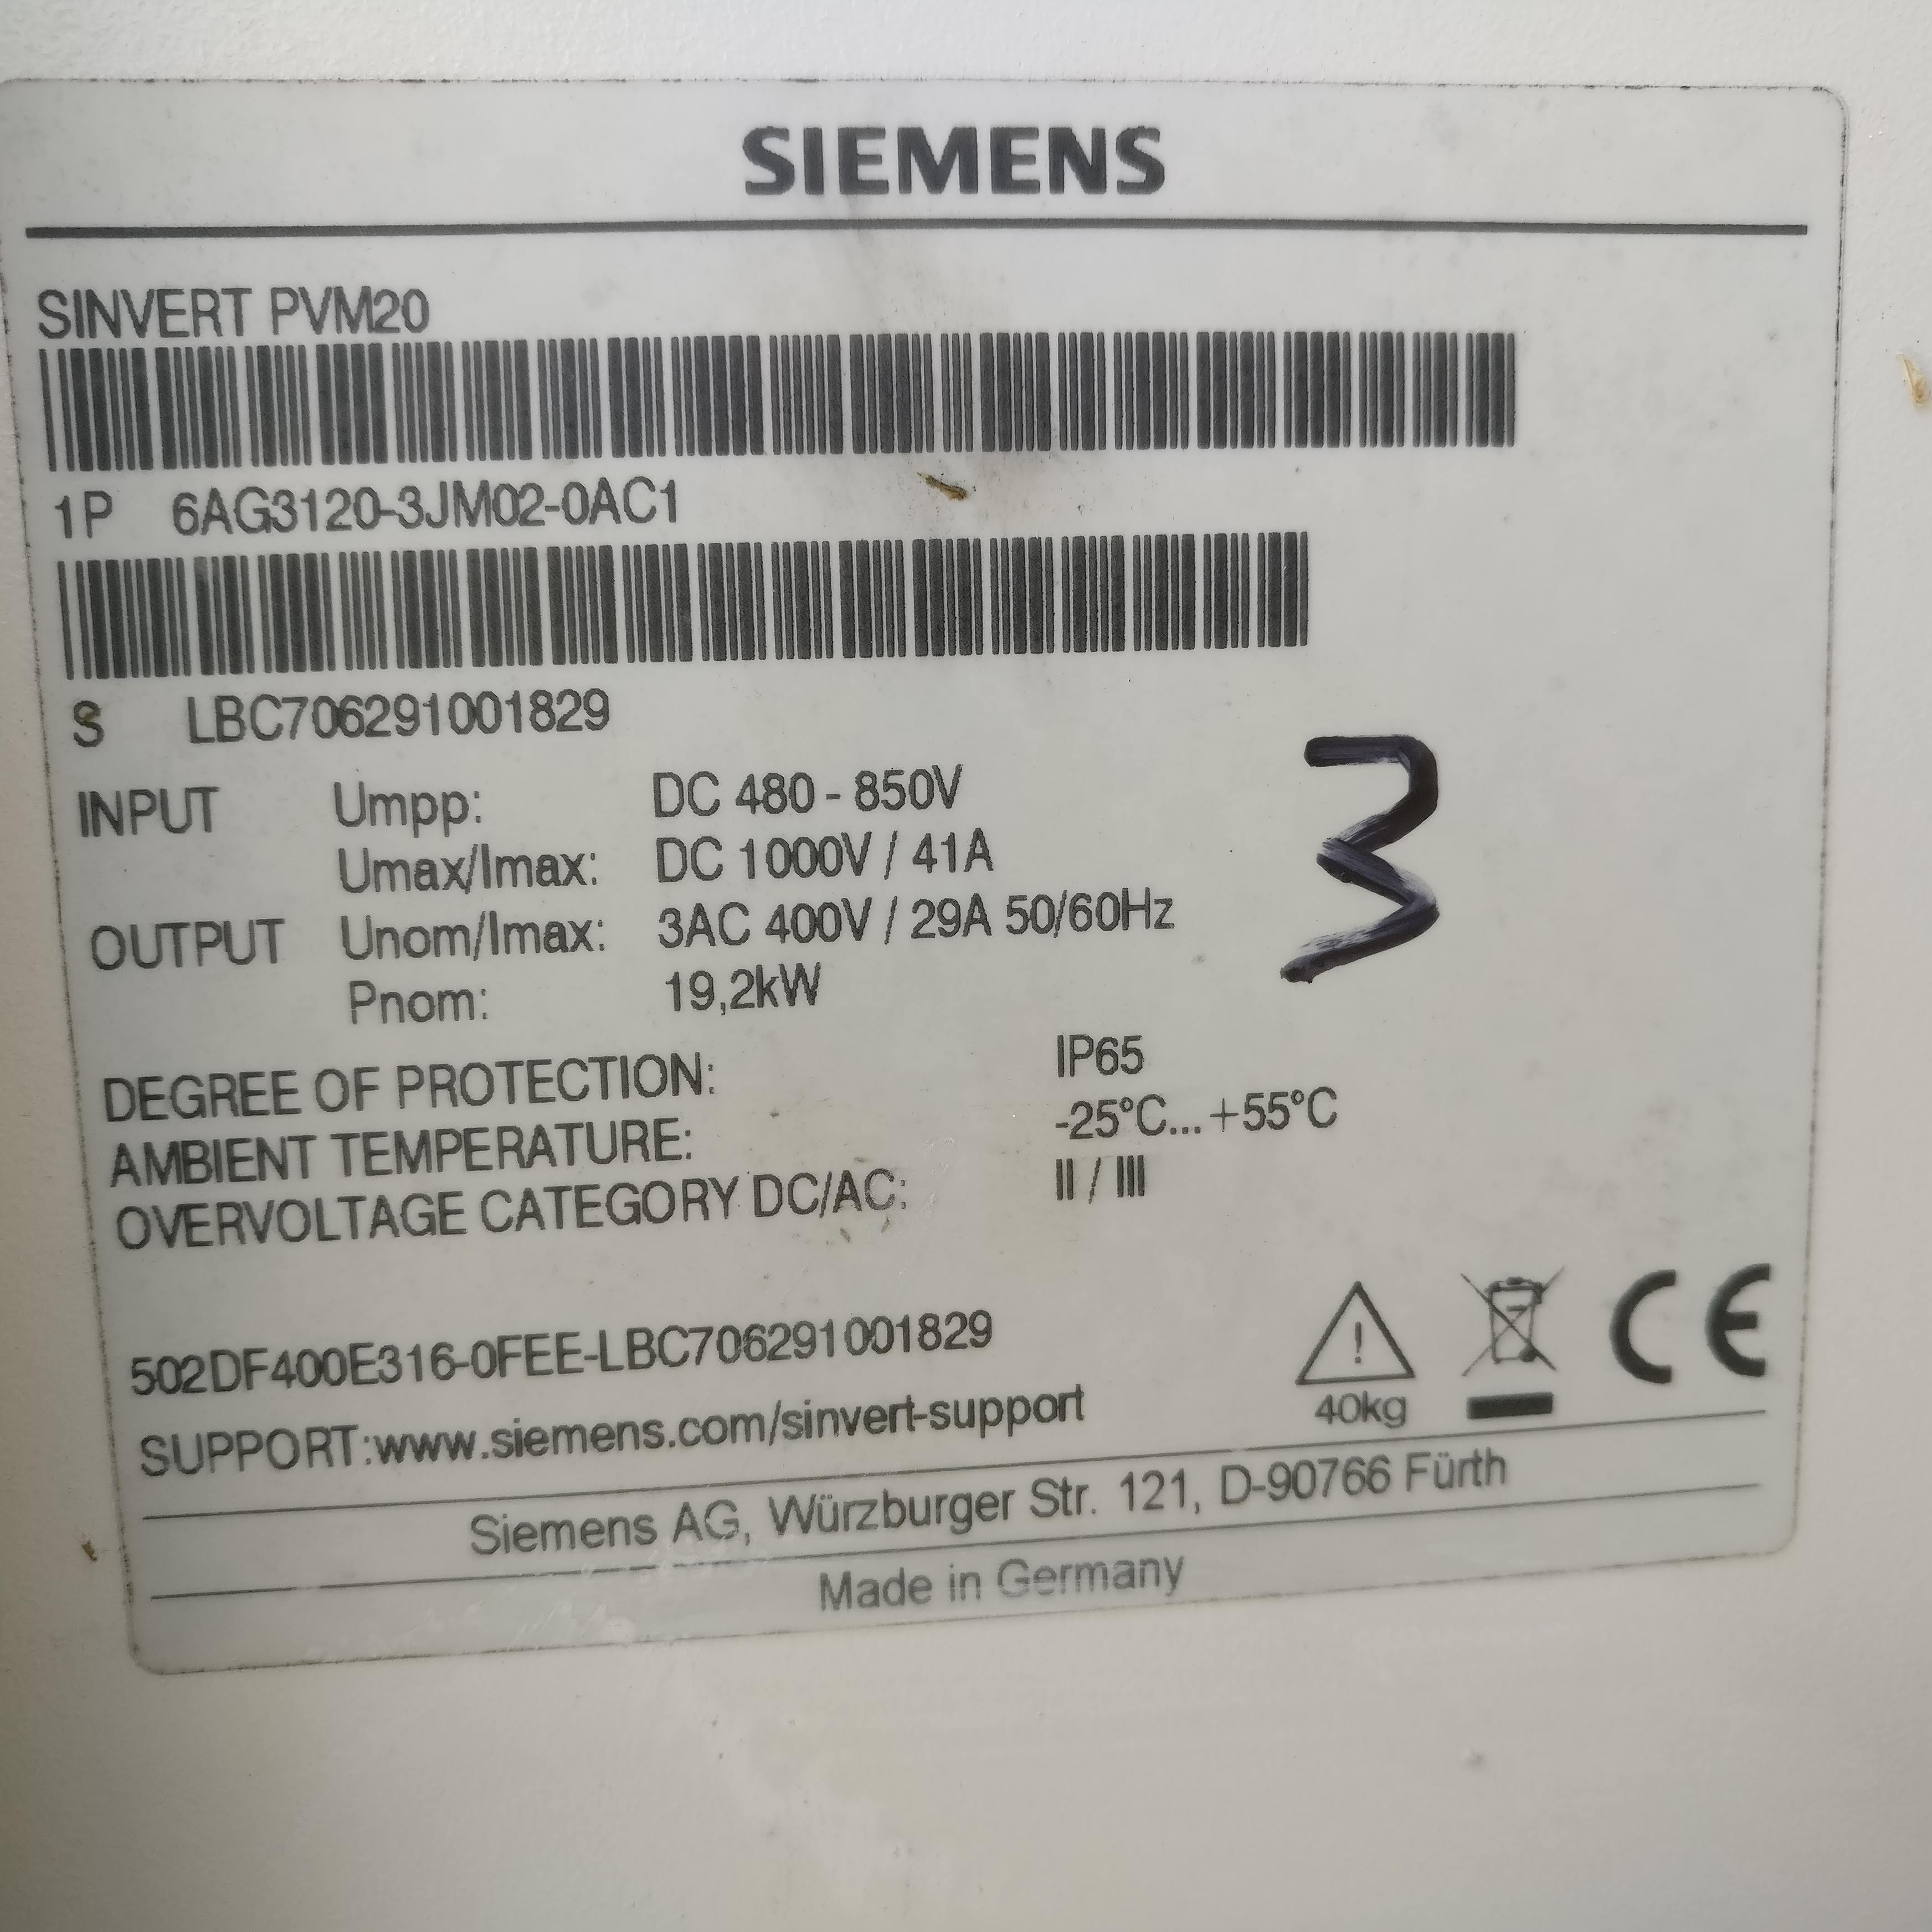 SIEMENS
SINVERT PVM20
1P 6AG3120-3JM02-0AC1
S LBC706291001829
INPUT Umpp: DC 480 - 850V
Umax/Imax: DC 1000V / 41A
OUTPUT Unom/Imax: 3AC 400V / 29A 50/60Hz
Pnom: 19,2kW
3
DEGREE OF PROTECTION: IP65
AMBIENT TEMPERATURE: -25°C...+55°C
OVERVOLTAGE CATEGORY DC/AC: II / III
502DF400E316-0FEE-LBC706291001829
SUPPORT:www.siemens.com/sinvert-support
!
40kg
CE
Siemens AG, Würzburger Str. 121, D-90766 Fürth
Made in Germany